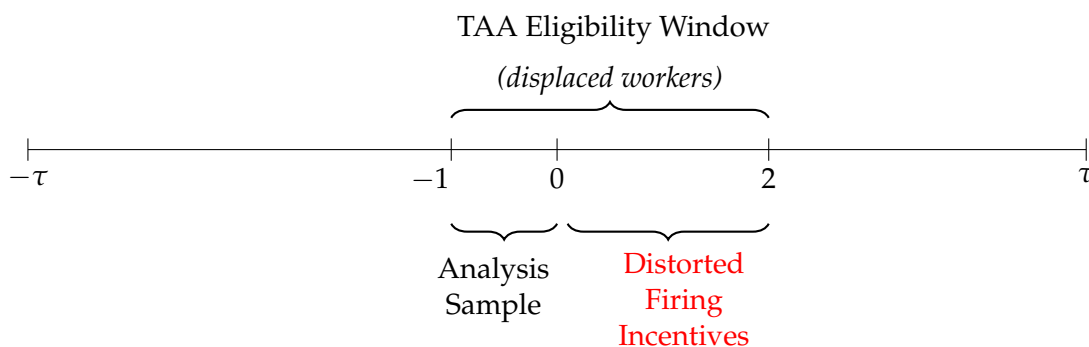 TAA Eligibility Window
(displaced workers)
−τ −1 0 2 τ
Analysis
Sample
Distorted
Firing
Incentives